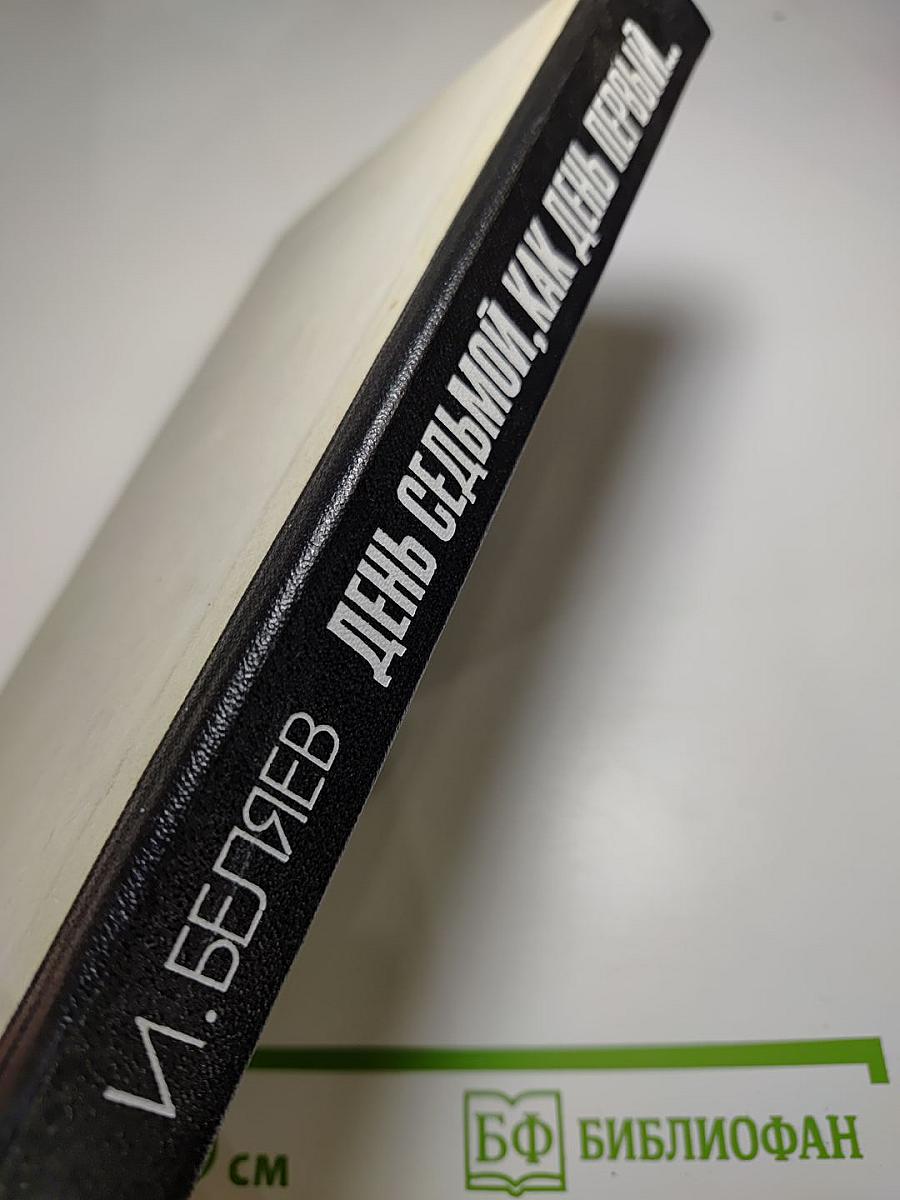 И. БЕЛЯЕВ
ДЕНЬ СЕДЬМОЙ, КАК ДЕНЬ ПЕРВЫЙ...
см
БФ БИБЛИОФАН